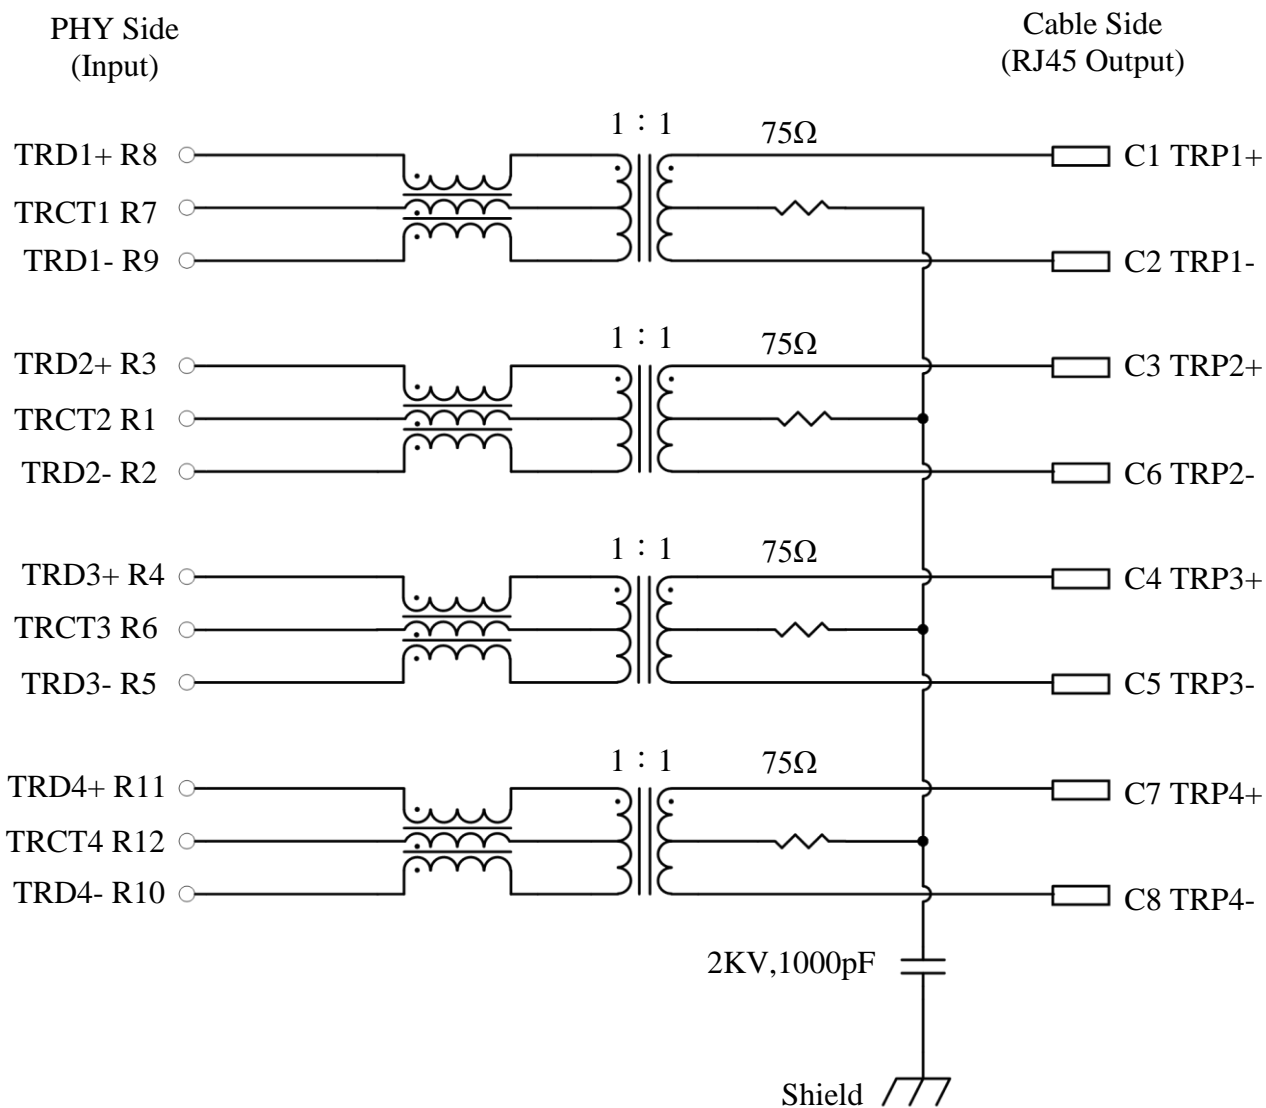 PHY Side
(Input)
Cable Side
(RJ45 Output)
1 : 1
75Ω
TRD1+ R8
C1 TRP1+
TRCT1 R7
TRD1- R9
C2 TRP1-
1 : 1
75Ω
TRD2+ R3
C3 TRP2+
TRCT2 R1
TRD2- R2
C6 TRP2-
1 : 1
75Ω
TRD3+ R4
C4 TRP3+
TRCT3 R6
TRD3- R5
C5 TRP3-
1 : 1
75Ω
TRD4+ R11
C7 TRP4+
TRCT4 R12
TRD4- R10
C8 TRP4-
2KV,1000pF
Shield